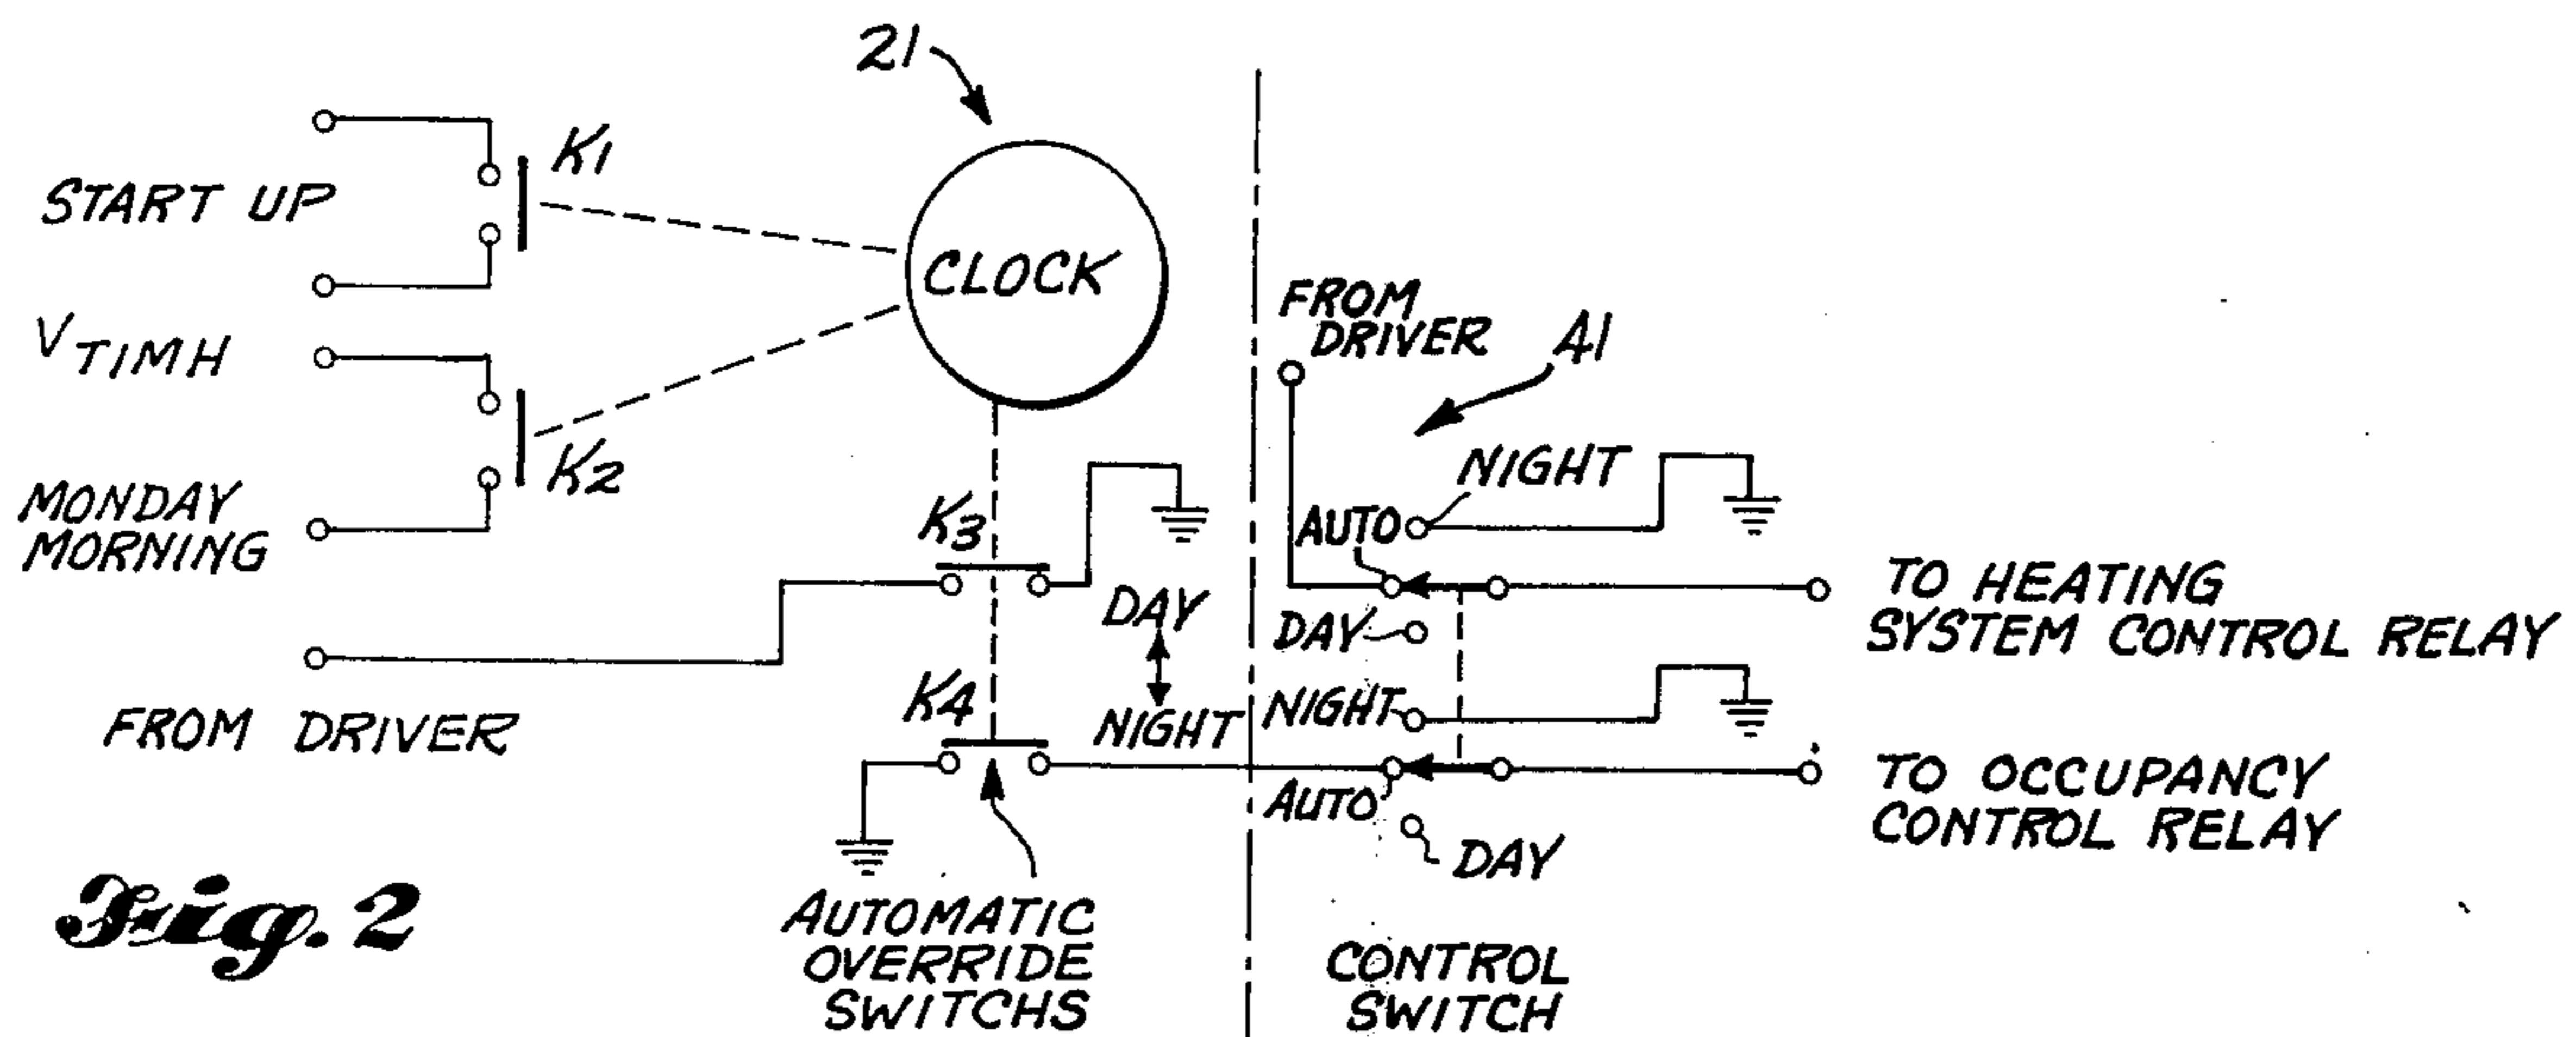 21
K1
START UP
CLOCK
V TIMH
K2
MONDAY
MORNING
K3
DAY
NIGHT
K4
FROM DRIVER
AUTOMATIC
OVERRIDE
SWITCHS
FROM
DRIVER
41
NIGHT
AUTO
DAY
NIGHT
AUTO
DAY
TO HEATING
SYSTEM CONTROL RELAY
TO OCCUPANCY
CONTROL RELAY
CONTROL
SWITCH
Fig. 2